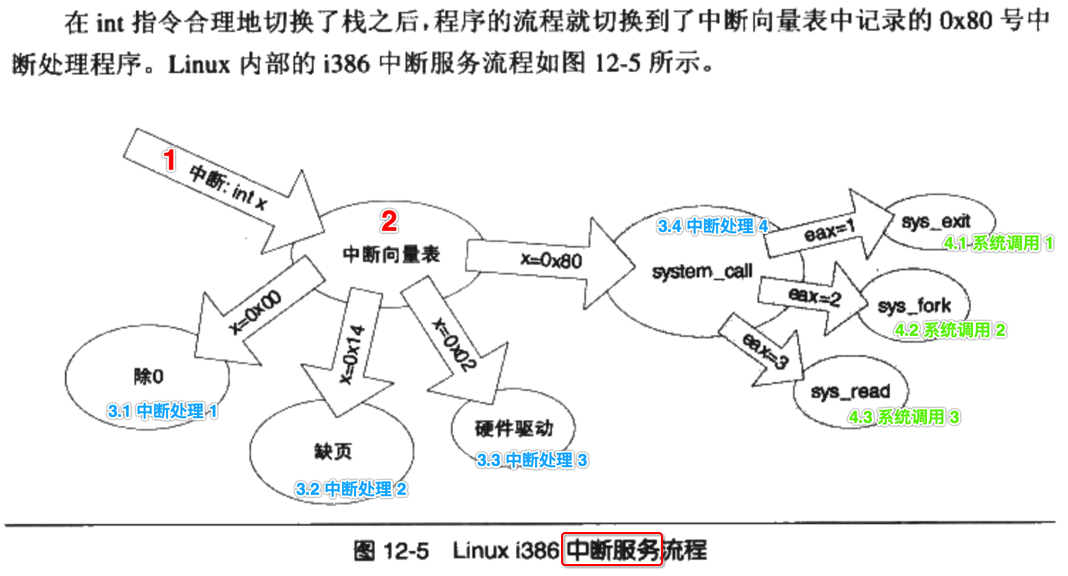 在 int 指令合理地切换了栈之后，程序的流程就切换到了中断向量表中记录的 0x80 号中
断处理程序。Linux 内部的 i386 中断服务流程如图 12-5 所示。
1
中断: int x
2
中断向量表
x=0x80
3.4 中断处理 4
system_call
eax=1
sys_exit
4.1 系统调用 1
eax=2
sys_fork
4.2 系统调用 2
eax=3
sys_read
4.3 系统调用 3
x=0x00
除0
3.1 中断处理 1
x=0x14
缺页
3.2 中断处理 2
x=0x02
硬件驱动
3.3 中断处理 3
图 12-5 Linux i386 中断服务流程